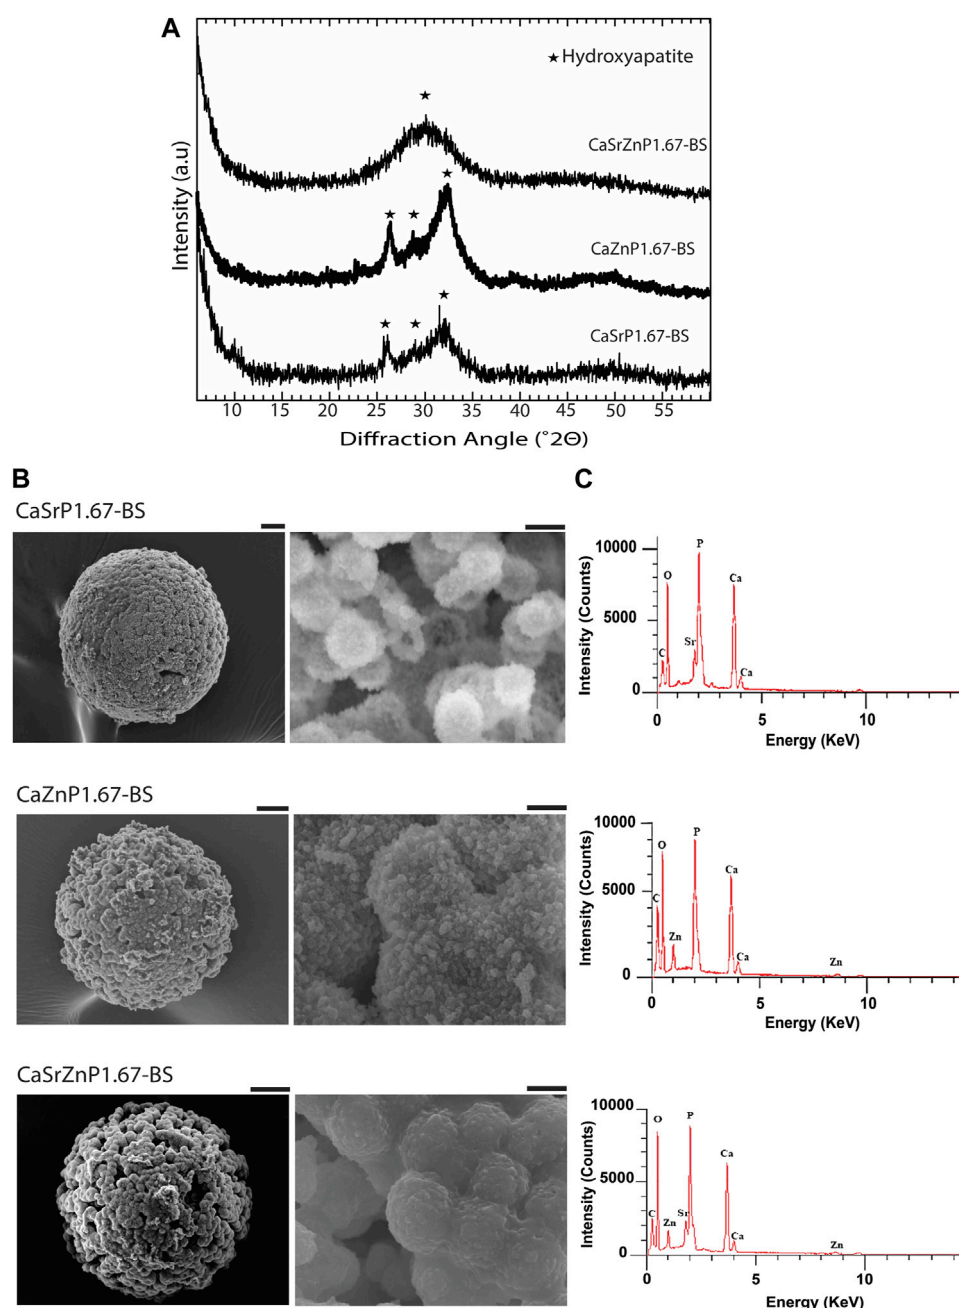 A
★ Hydroxyapatite
CaSrZnP1.67-BS
CaZnP1.67-BS
CaSrP1.67-BS
Intensity (a.u)
10 15 20 25 30 35 40 45 50 55
Diffraction Angle (°2Θ)
B
C
CaSrP1.67-BS
Intensity (Counts)
10000
5000
0
C O Sr P Ca Ca
0 5 10
Energy (KeV)
CaZnP1.67-BS
Intensity (Counts)
10000
5000
0
C O Zn P Ca Ca Zn
0 5 10
Energy (KeV)
CaSrZnP1.67-BS
Intensity (Counts)
10000
5000
0
C O Zn Sr P Ca Ca Zn
0 5 10
Energy (KeV)